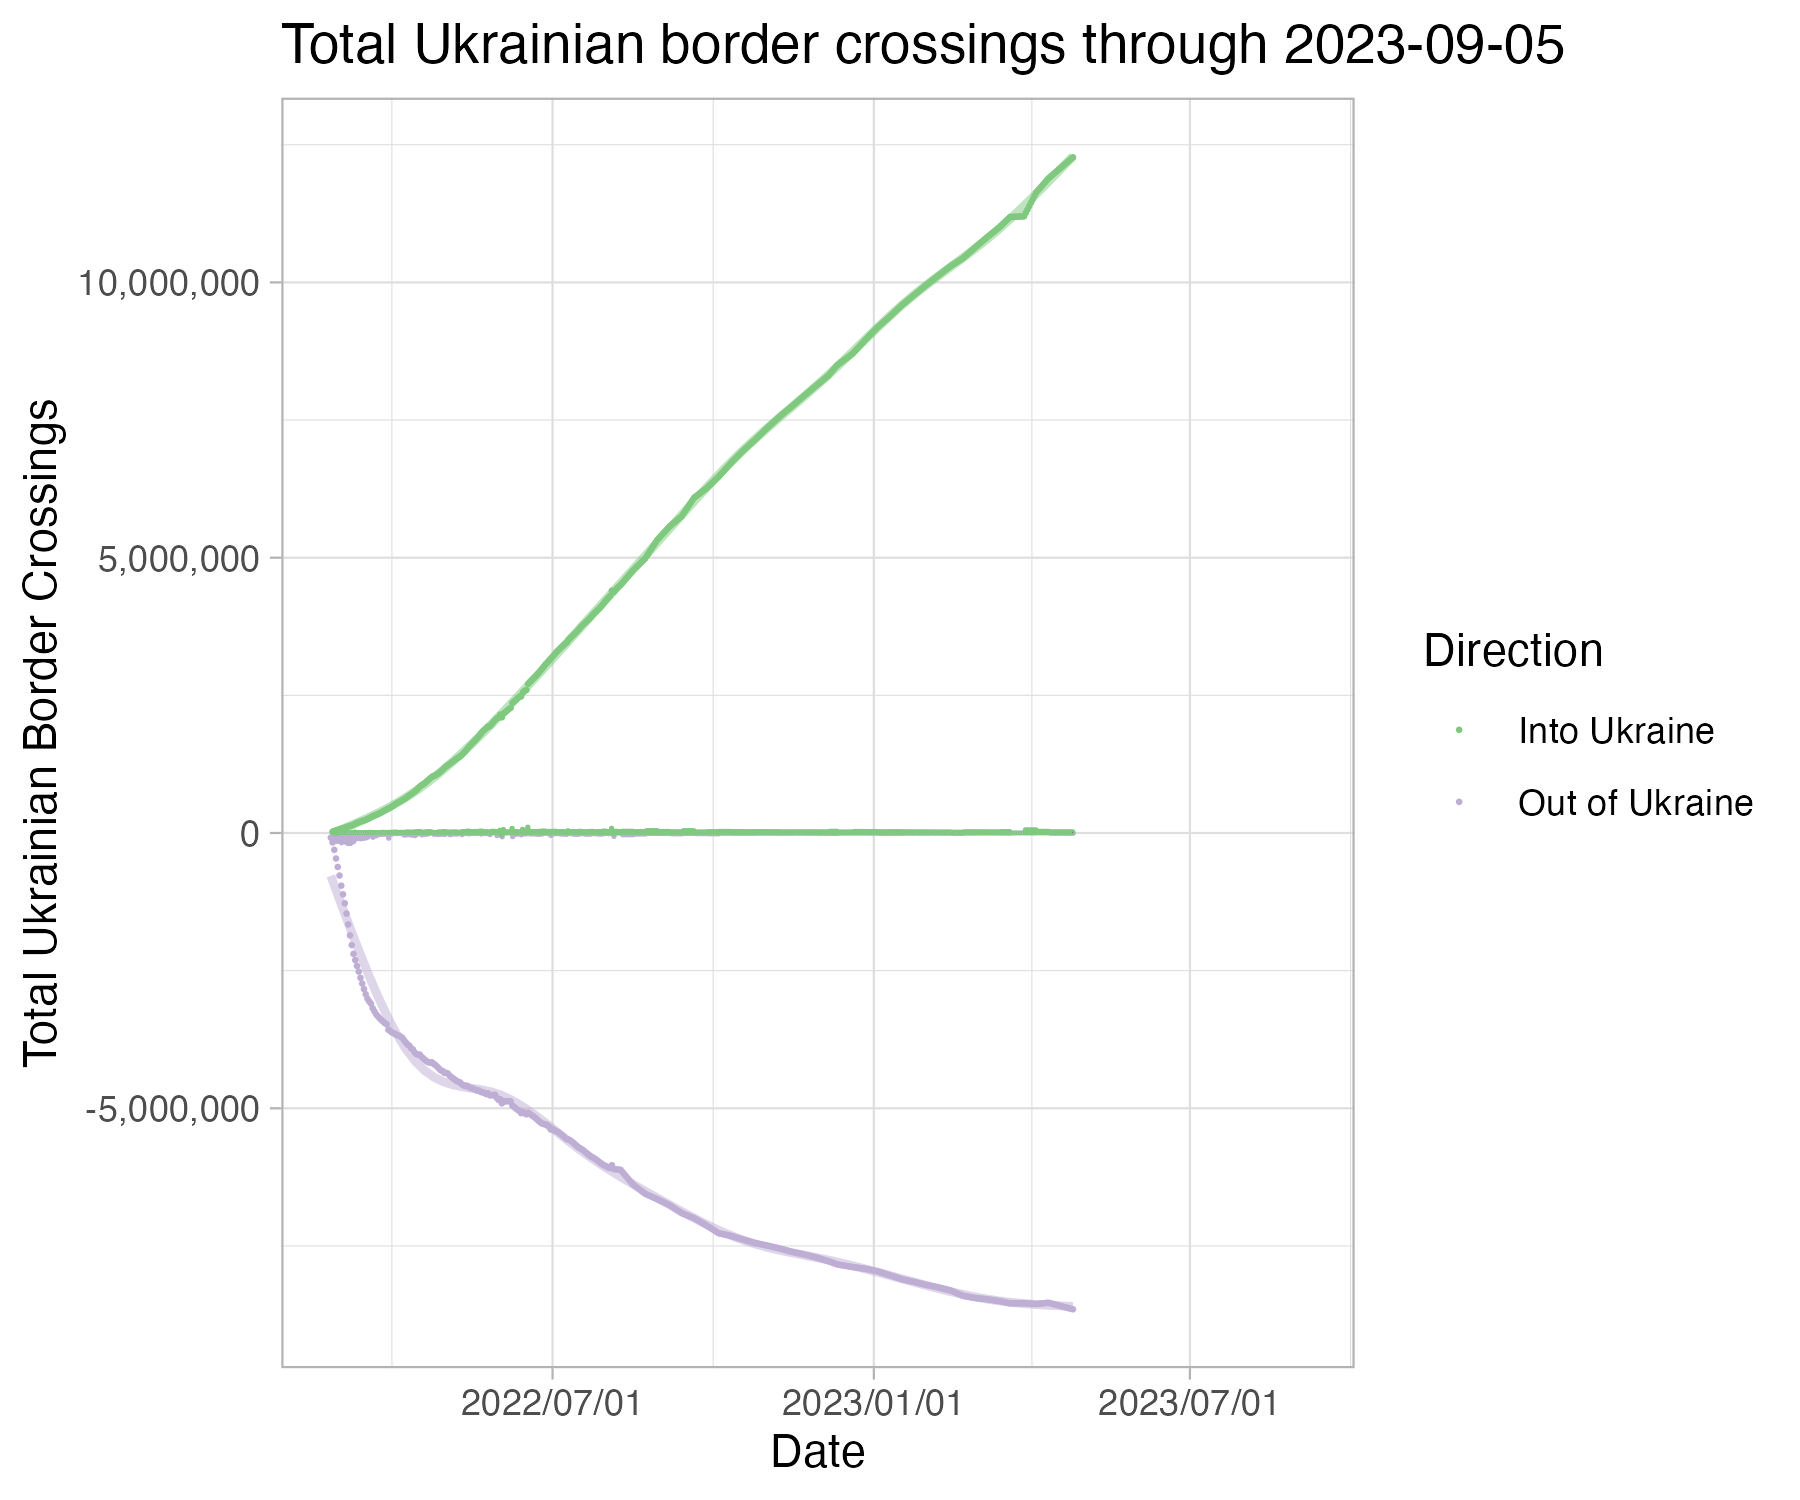 Total Ukrainian border crossings through 2023-09-05
Total Ukrainian Border Crossings
10,000,000
5,000,000
0
-5,000,000
2022/07/01
2023/01/01
2023/07/01
Date
Direction
Into Ukraine
Out of Ukraine